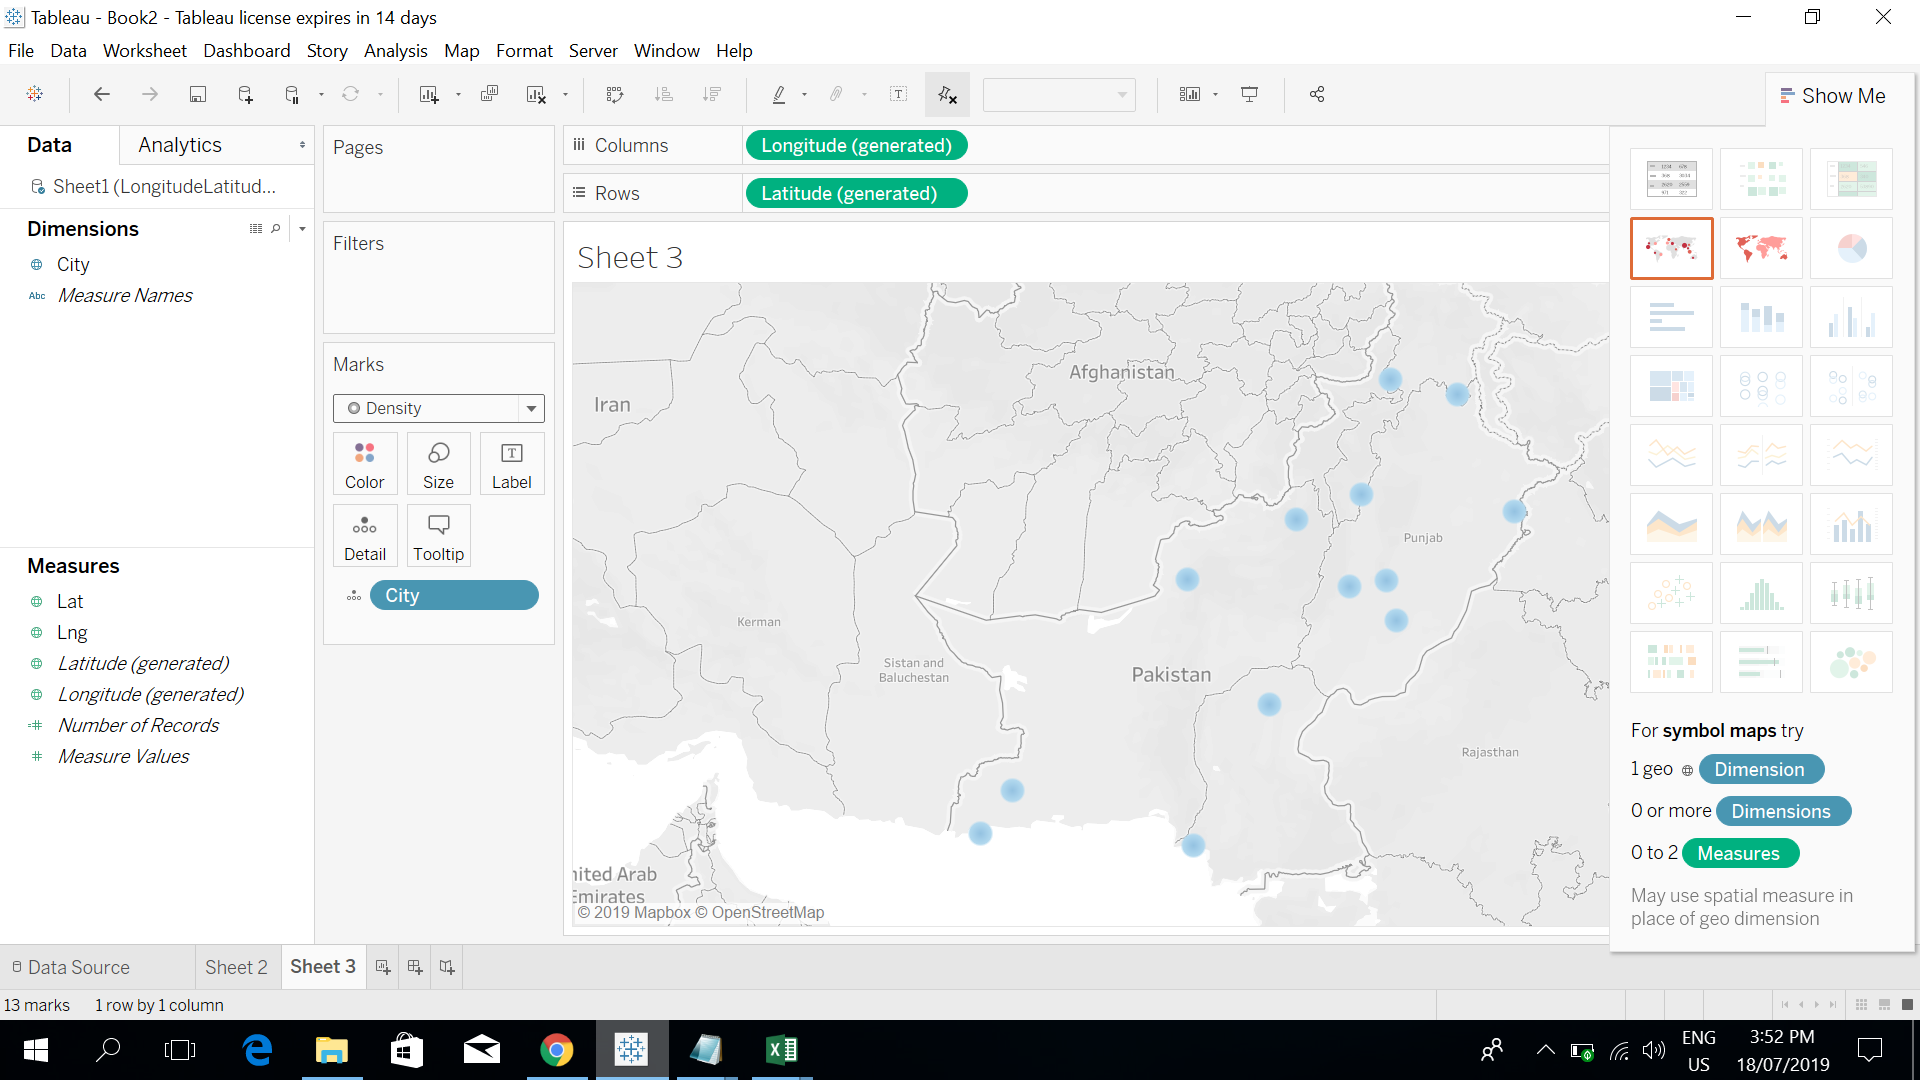 Tableau - Book2 - Tableau license expires in 14 days
File Data Worksheet Dashboard Story Analysis Map Format Server Window Help
Show Me
Data Analytics
Sheet1 (LongitudeLatitud...
Dimensions
City
Abc Measure Names
Measures
Lat
Lng
Latitude (generated)
Longitude (generated)
Number of Records
Measure Values
Pages
Filters
Marks
Density
Color Size Label
Detail Tooltip
City
Columns Longitude (generated)
Rows Latitude (generated)
Sheet 3
Afghanistan
Iran
Punjab
Kerman
Sistan and
Baluchestan
Pakistan
Rajasthan
nited Arab
Emirates
© 2019 Mapbox © OpenStreetMap
For symbol maps try
1 geo Dimension
0 or more Dimensions
0 to 2 Measures
May use spatial measure in
place of geo dimension
Data Source Sheet 2 Sheet 3
13 marks 1 row by 1 column
ENG
US
3:52 PM
18/07/2019